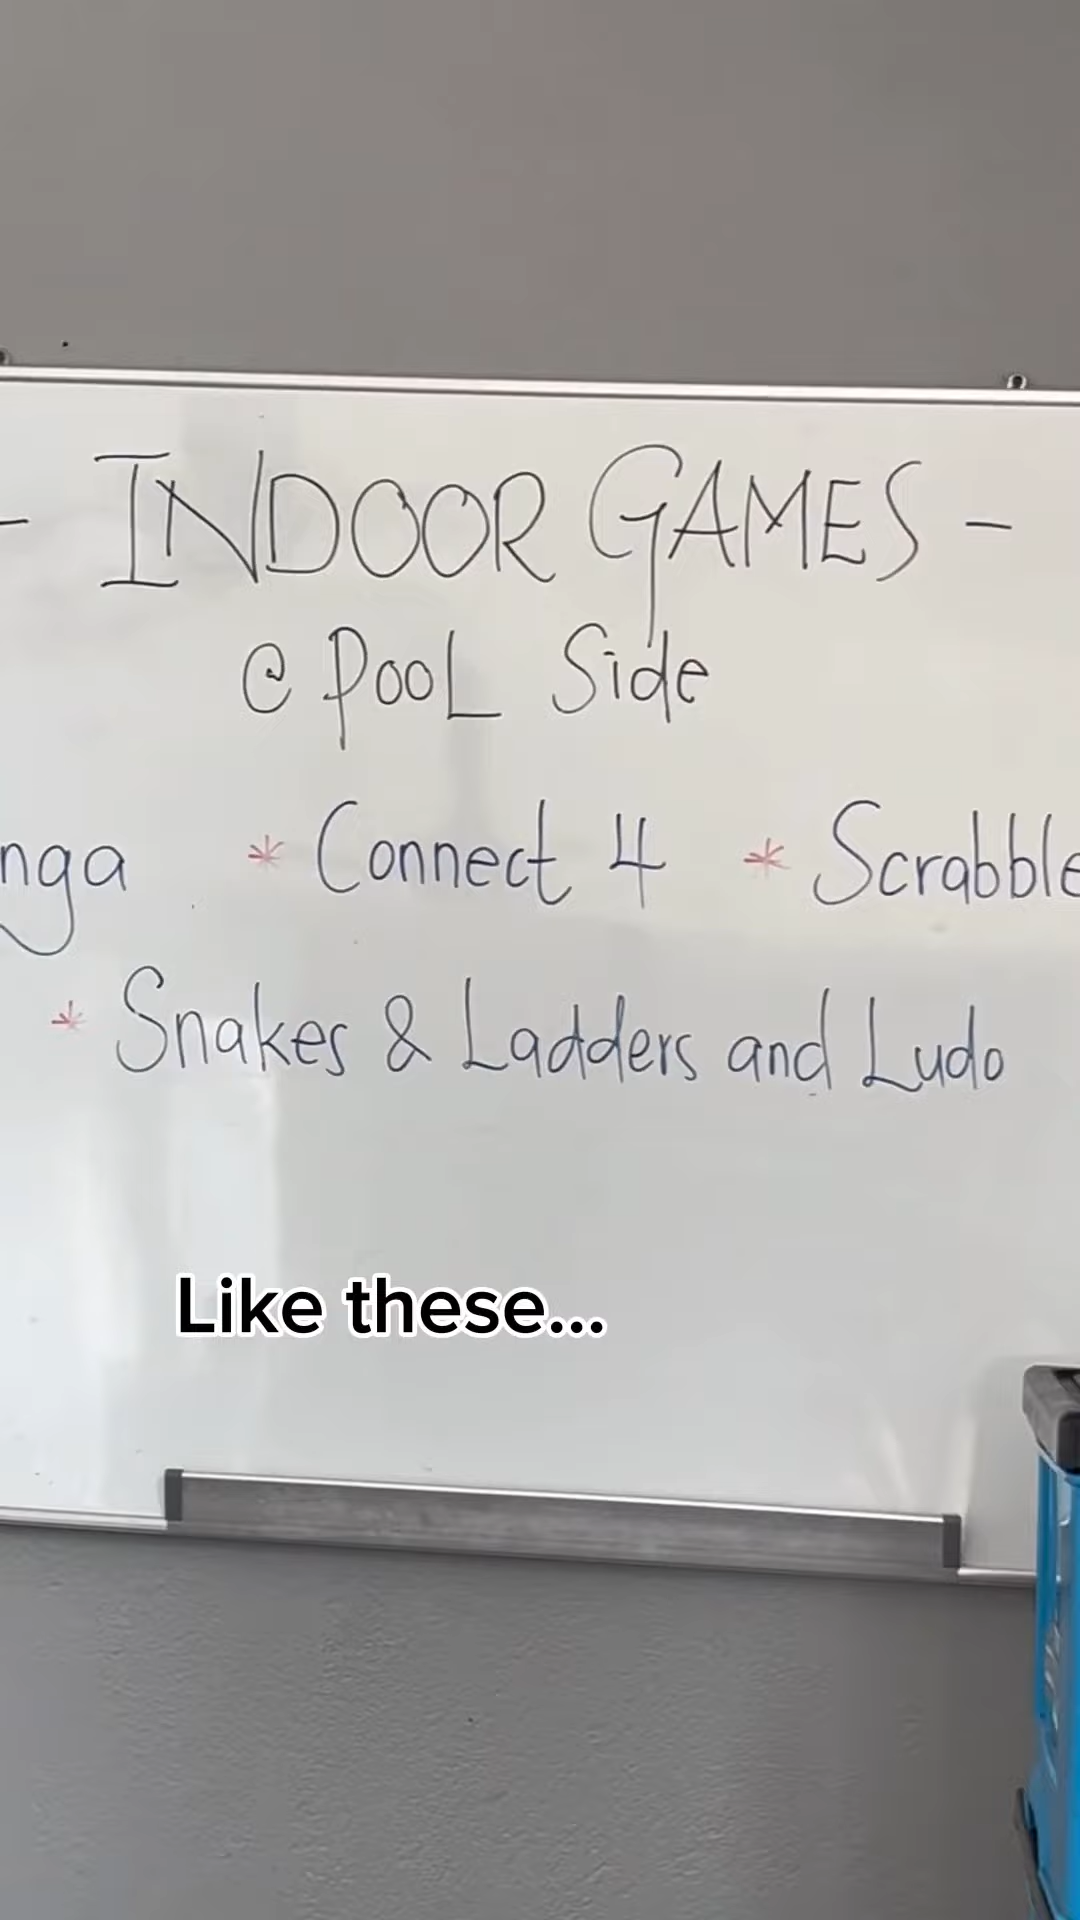 - INDOOR GAMES -
@ POOL Side
nga * Connect 4 * Scrabble
* Snakes & Ladders and Ludo
Like these...